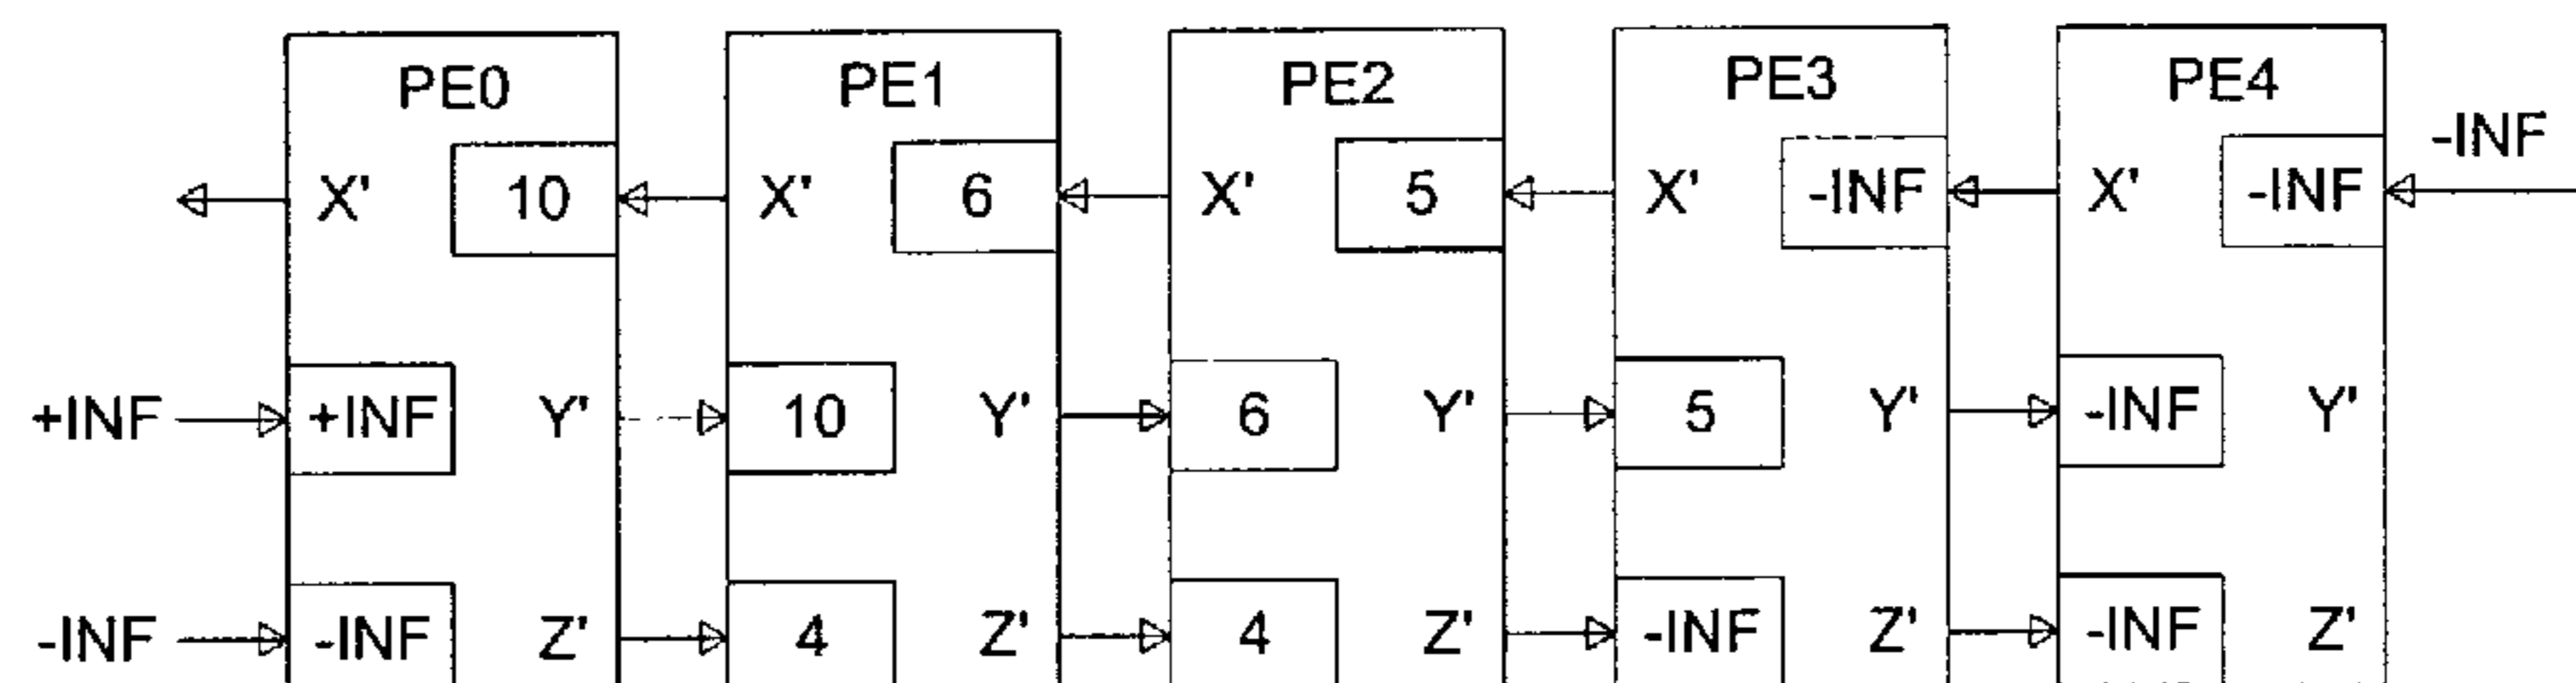 PE0 PE1 PE2 PE3 PE4
-INF
X' 10 X' 6 X' 5 X' -INF X' -INF
+INF +INF Y' 10 Y' 6 Y' 5 Y' -INF Y'
-INF -INF Z' 4 Z' 4 Z' -INF Z' -INF Z'